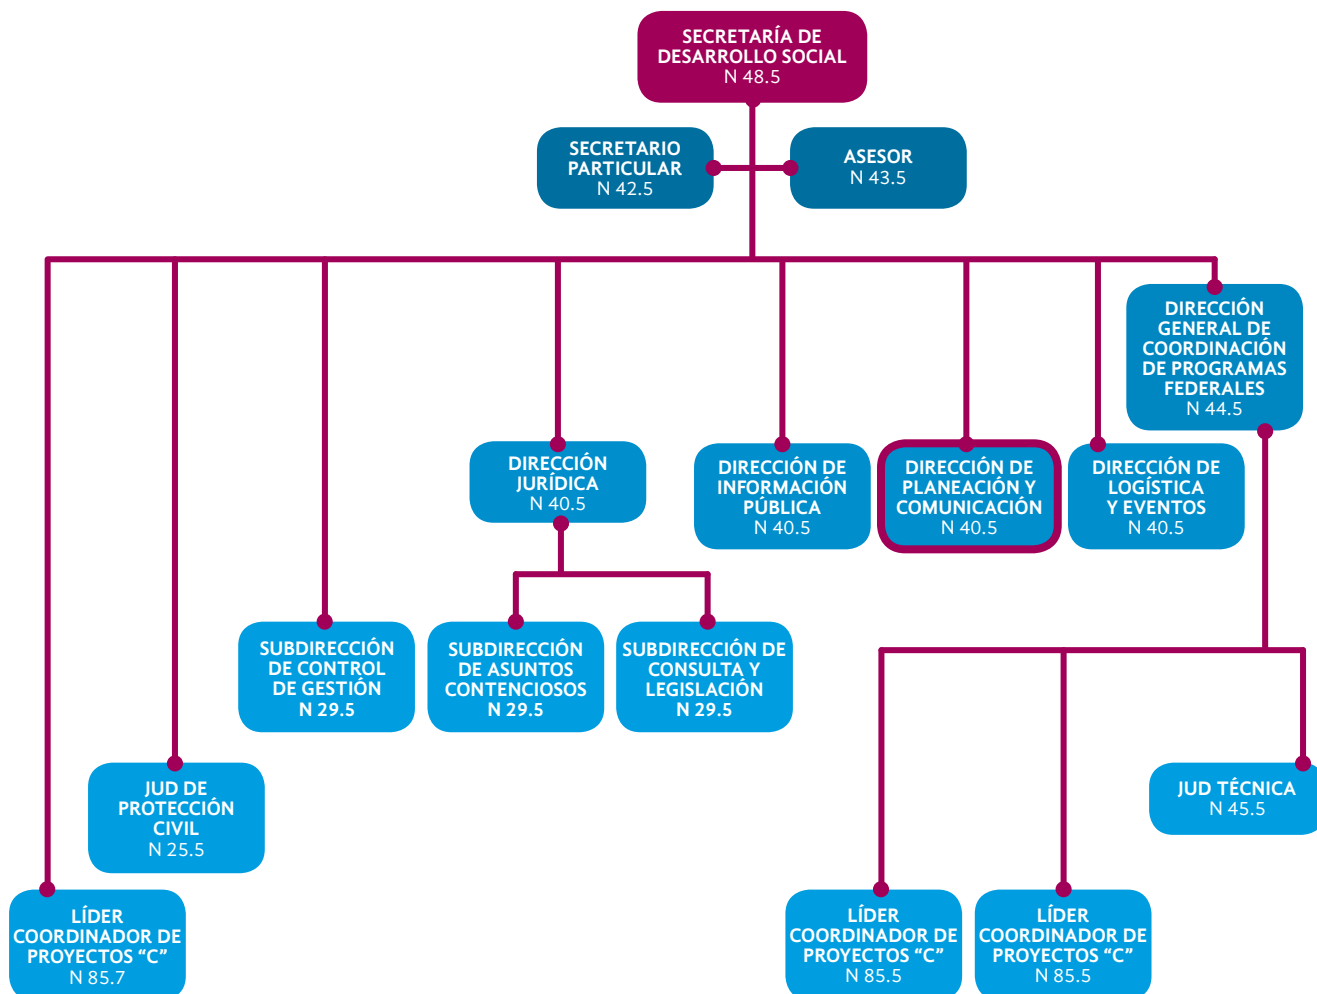 SECRETARÍA DE
DESARROLLO SOCIAL
N 48.5
SECRETARIO
PARTICULAR
N 42.5
ASESOR
N 43.5
DIRECCIÓN
GENERAL DE
COORDINACIÓN
DE PROGRAMAS
FEDERALES
N 44.5
DIRECCIÓN
JURÍDICA
N 40.5
DIRECCIÓN DE
INFORMACIÓN
PÚBLICA
N 40.5
DIRECCIÓN DE
PLANEACIÓN Y
COMUNICACIÓN
N 40.5
DIRECCIÓN DE
LOGÍSTICA
Y EVENTOS
N 40.5
SUBDIRECCIÓN
DE CONTROL
DE GESTIÓN
N 29.5
SUBDIRECCIÓN
DE ASUNTOS
CONTENCIOSOS
N 29.5
SUBDIRECCIÓN DE
CONSULTA Y
LEGISLACIÓN
N 29.5
JUD DE
PROTECCIÓN
CIVIL
N 25.5
JUD TÉCNICA
N 45.5
LÍDER
COORDINADOR DE
PROYECTOS “C”
N 85.7
LÍDER
COORDINADOR DE
PROYECTOS “C”
N 85.5
LÍDER
COORDINADOR DE
PROYECTOS “C”
N 85.5